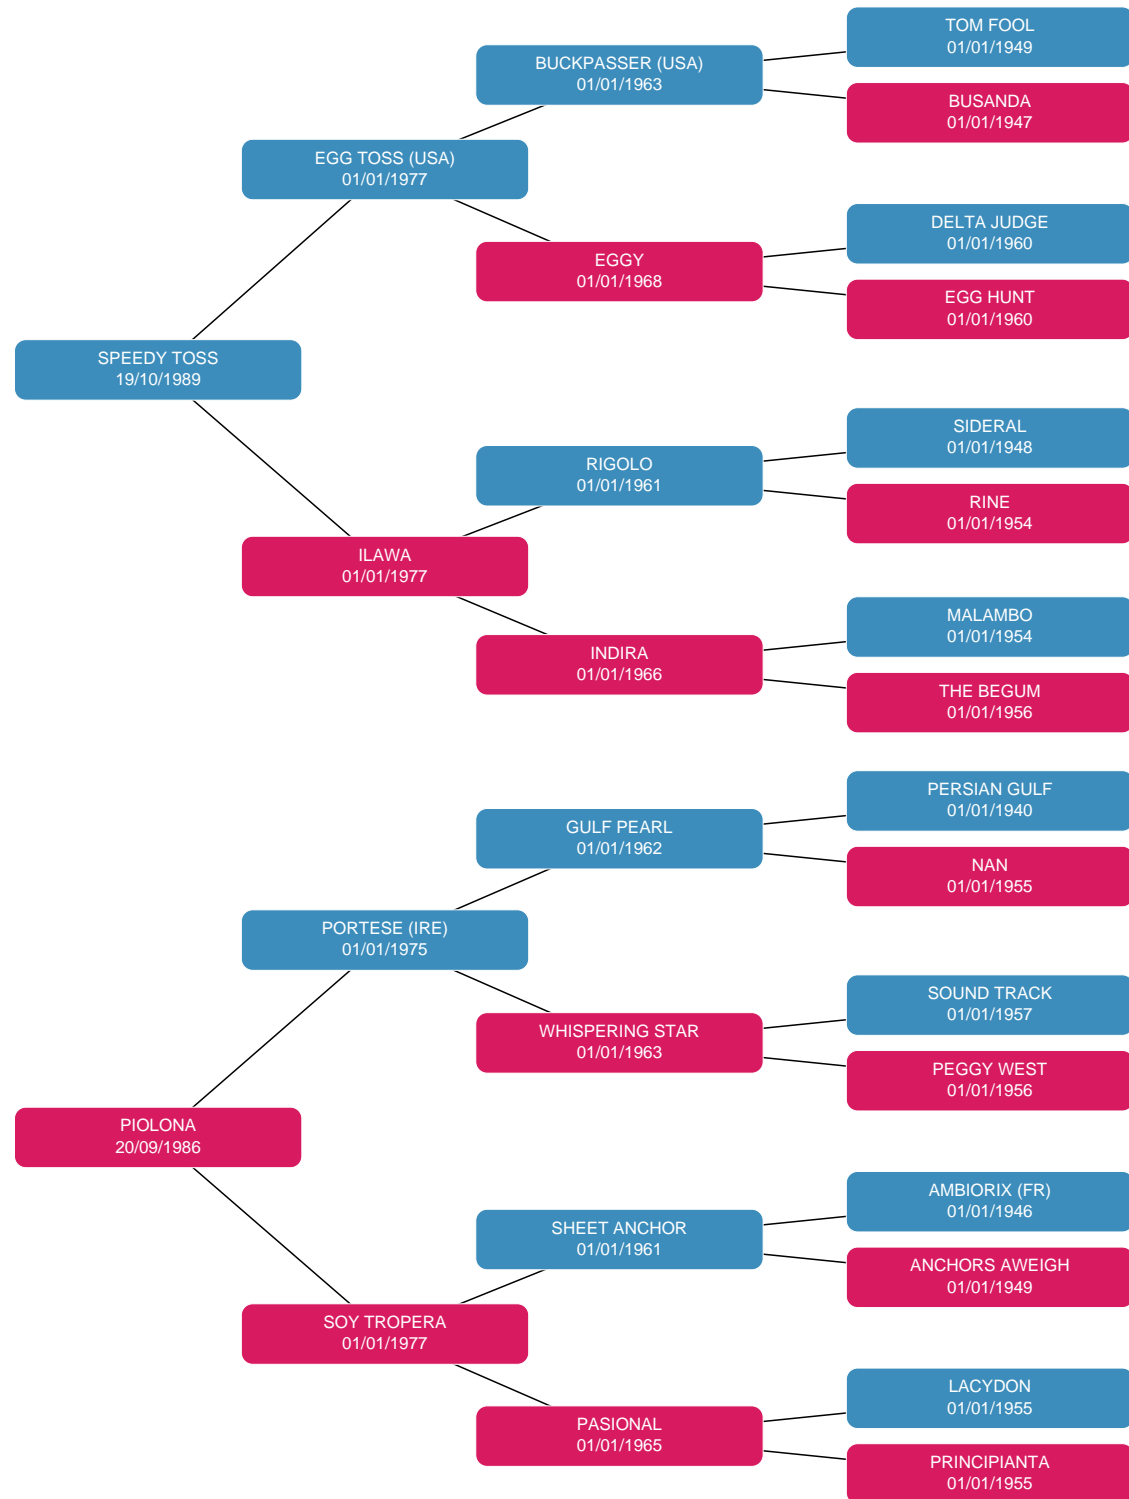 TOM FOOL
01/01/1949
BUCKPASSER (USA)
01/01/1963
BUSANDA
01/01/1947
EGG TOSS (USA)
01/01/1977
DELTA JUDGE
01/01/1960
EGGY
01/01/1968
EGG HUNT
01/01/1960
SPEEDY TOSS
19/10/1989
SIDERAL
01/01/1948
RIGOLO
01/01/1961
RINE
01/01/1954
ILAWA
01/01/1977
MALAMBO
01/01/1954
INDIRA
01/01/1966
THE BEGUM
01/01/1956
PERSIAN GULF
01/01/1940
GULF PEARL
01/01/1962
NAN
01/01/1955
PORTESE (IRE)
01/01/1975
SOUND TRACK
01/01/1957
WHISPERING STAR
01/01/1963
PEGGY WEST
01/01/1956
PIOLONA
20/09/1986
AMBIORIX (FR)
01/01/1946
SHEET ANCHOR
01/01/1961
ANCHORS AWEIGH
01/01/1949
SOY TROPERA
01/01/1977
LACYDON
01/01/1955
PASIONAL
01/01/1965
PRINCIPIANTA
01/01/1955